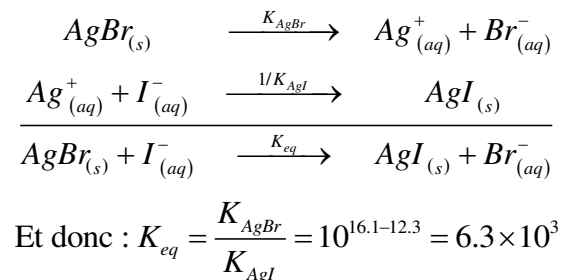 AgBr(s) —K_AgBr→ Ag⁺(aq) + Br⁻(aq)
Ag⁺(aq) + I⁻(aq) —1/K_AgI→ AgI(s)
AgBr(s) + I⁻(aq) —K_eq→ AgI(s) + Br⁻(aq)
Et donc : K_eq = K_AgBr / K_AgI = 10^16.1−12.3 = 6.3×10³